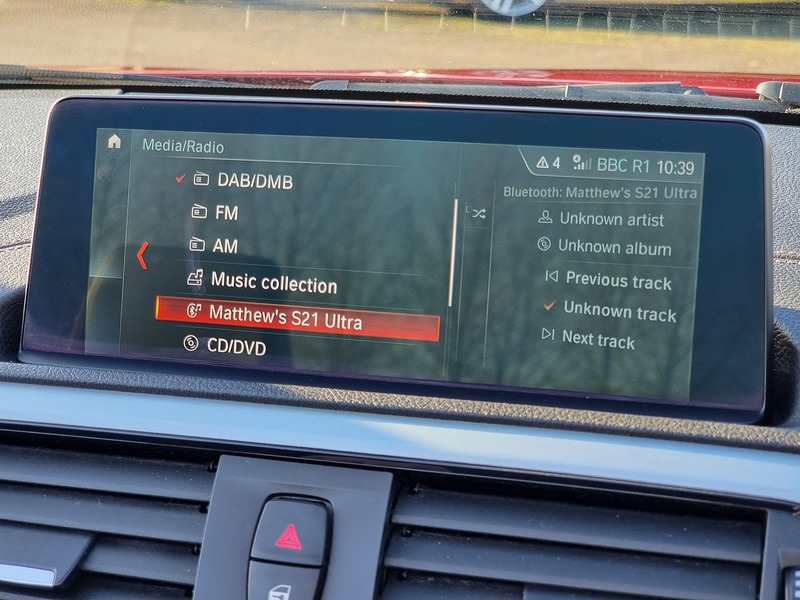 Media/Radio
4 BBC R1 10:39
DAB/DMB
FM
AM
Music collection
Matthew's S21 Ultra
CD/DVD
Bluetooth: Matthew's S21 Ultra
Unknown artist
Unknown album
Previous track
Unknown track
Next track